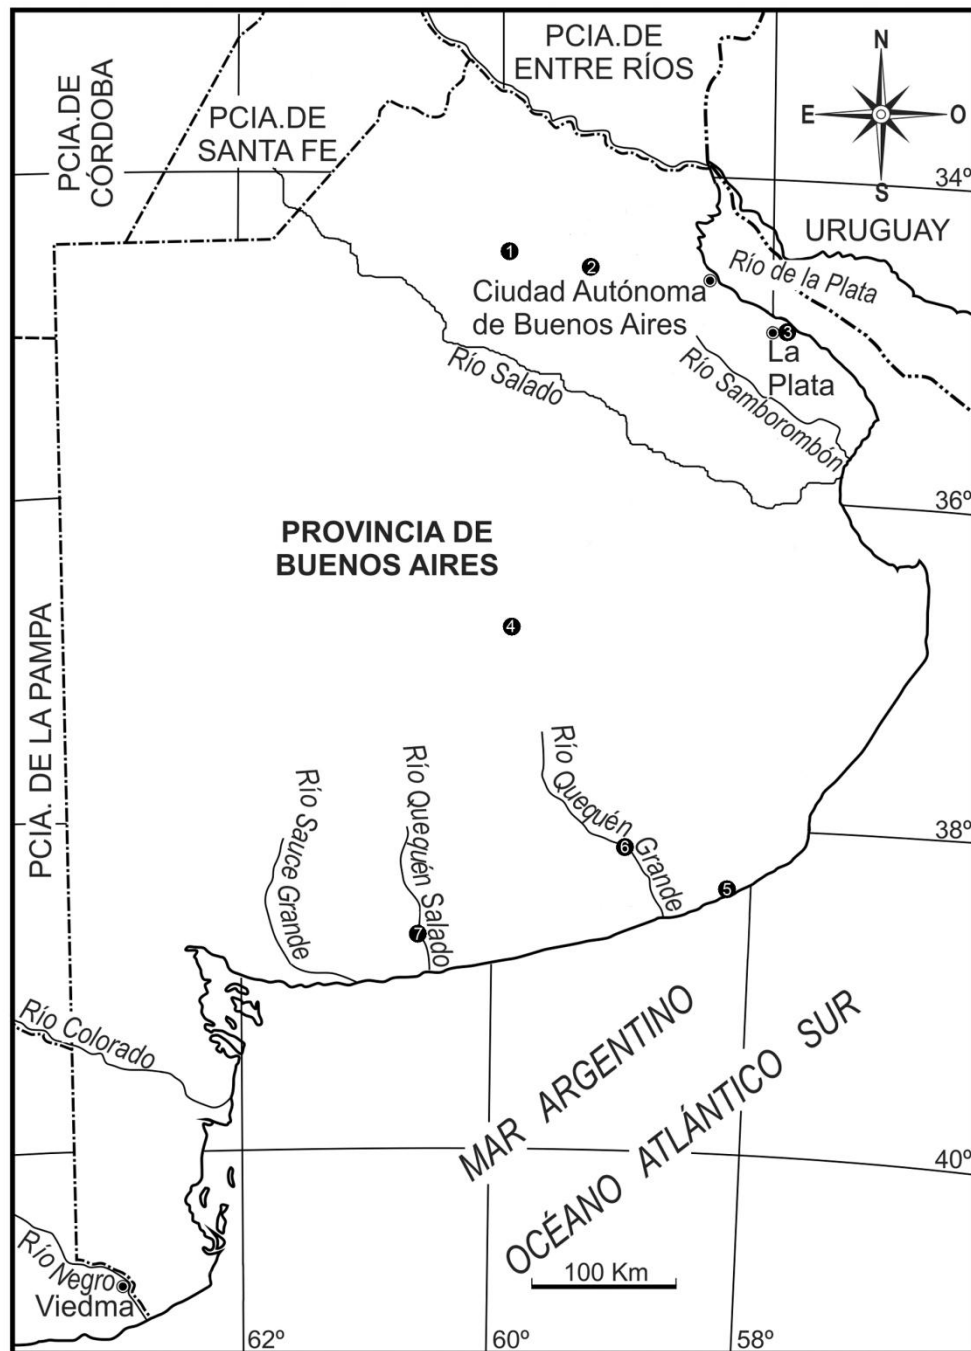 PCIA.DE
CÓRDOBA
PCIA.DE
SANTA FE
PCIA.DE
ENTRE RÍOS
N
E
O
S
34º
URUGUAY
Río de la Plata
1
2
Ciudad Autónoma
de Buenos Aires
3
La
Plata
Río Salado
Río Samborombón
36º
PROVINCIA DE
BUENOS AIRES
4
PCIA. DE LA PAMPA
Río Sauce Grande
Río Quequén Salado
Río Quequén Grande
38º
6
5
7
Río Colorado
MAR ARGENTINO
OCÉANO ATLÁNTICO SUR
40º
Río Negro
Viedma
100 Km
62º
60º
58º